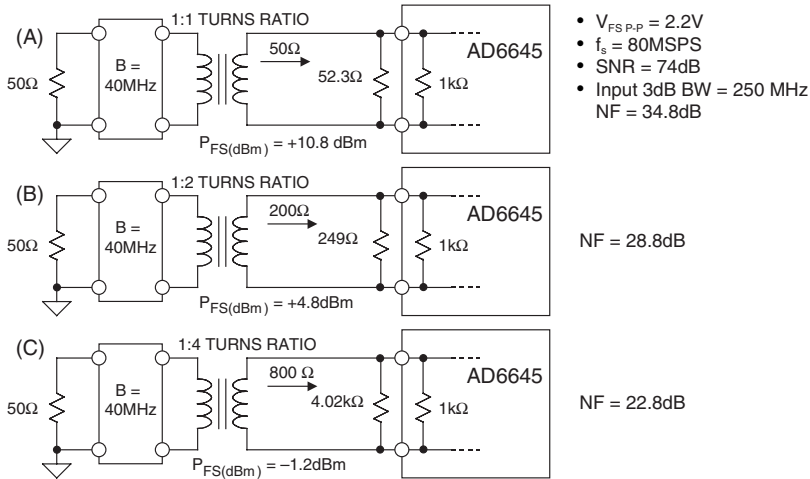 (A)
1:1 TURNS RATIO
50Ω
B =
40MHz
50Ω
52.3Ω
1kΩ
AD6645
P_FS(dBm) = +10.8 dBm
• V_FS P-P = 2.2V
• f_s = 80MSPS
• SNR = 74dB
• Input 3dB BW = 250 MHz
NF = 34.8dB
(B)
1:2 TURNS RATIO
50Ω
B =
40MHz
200Ω
249Ω
1kΩ
AD6645
P_FS(dBm) = +4.8dBm
NF = 28.8dB
(C)
1:4 TURNS RATIO
50Ω
B =
40MHz
800 Ω
4.02kΩ
1kΩ
AD6645
P_FS(dBm) = –1.2dBm
NF = 22.8dB